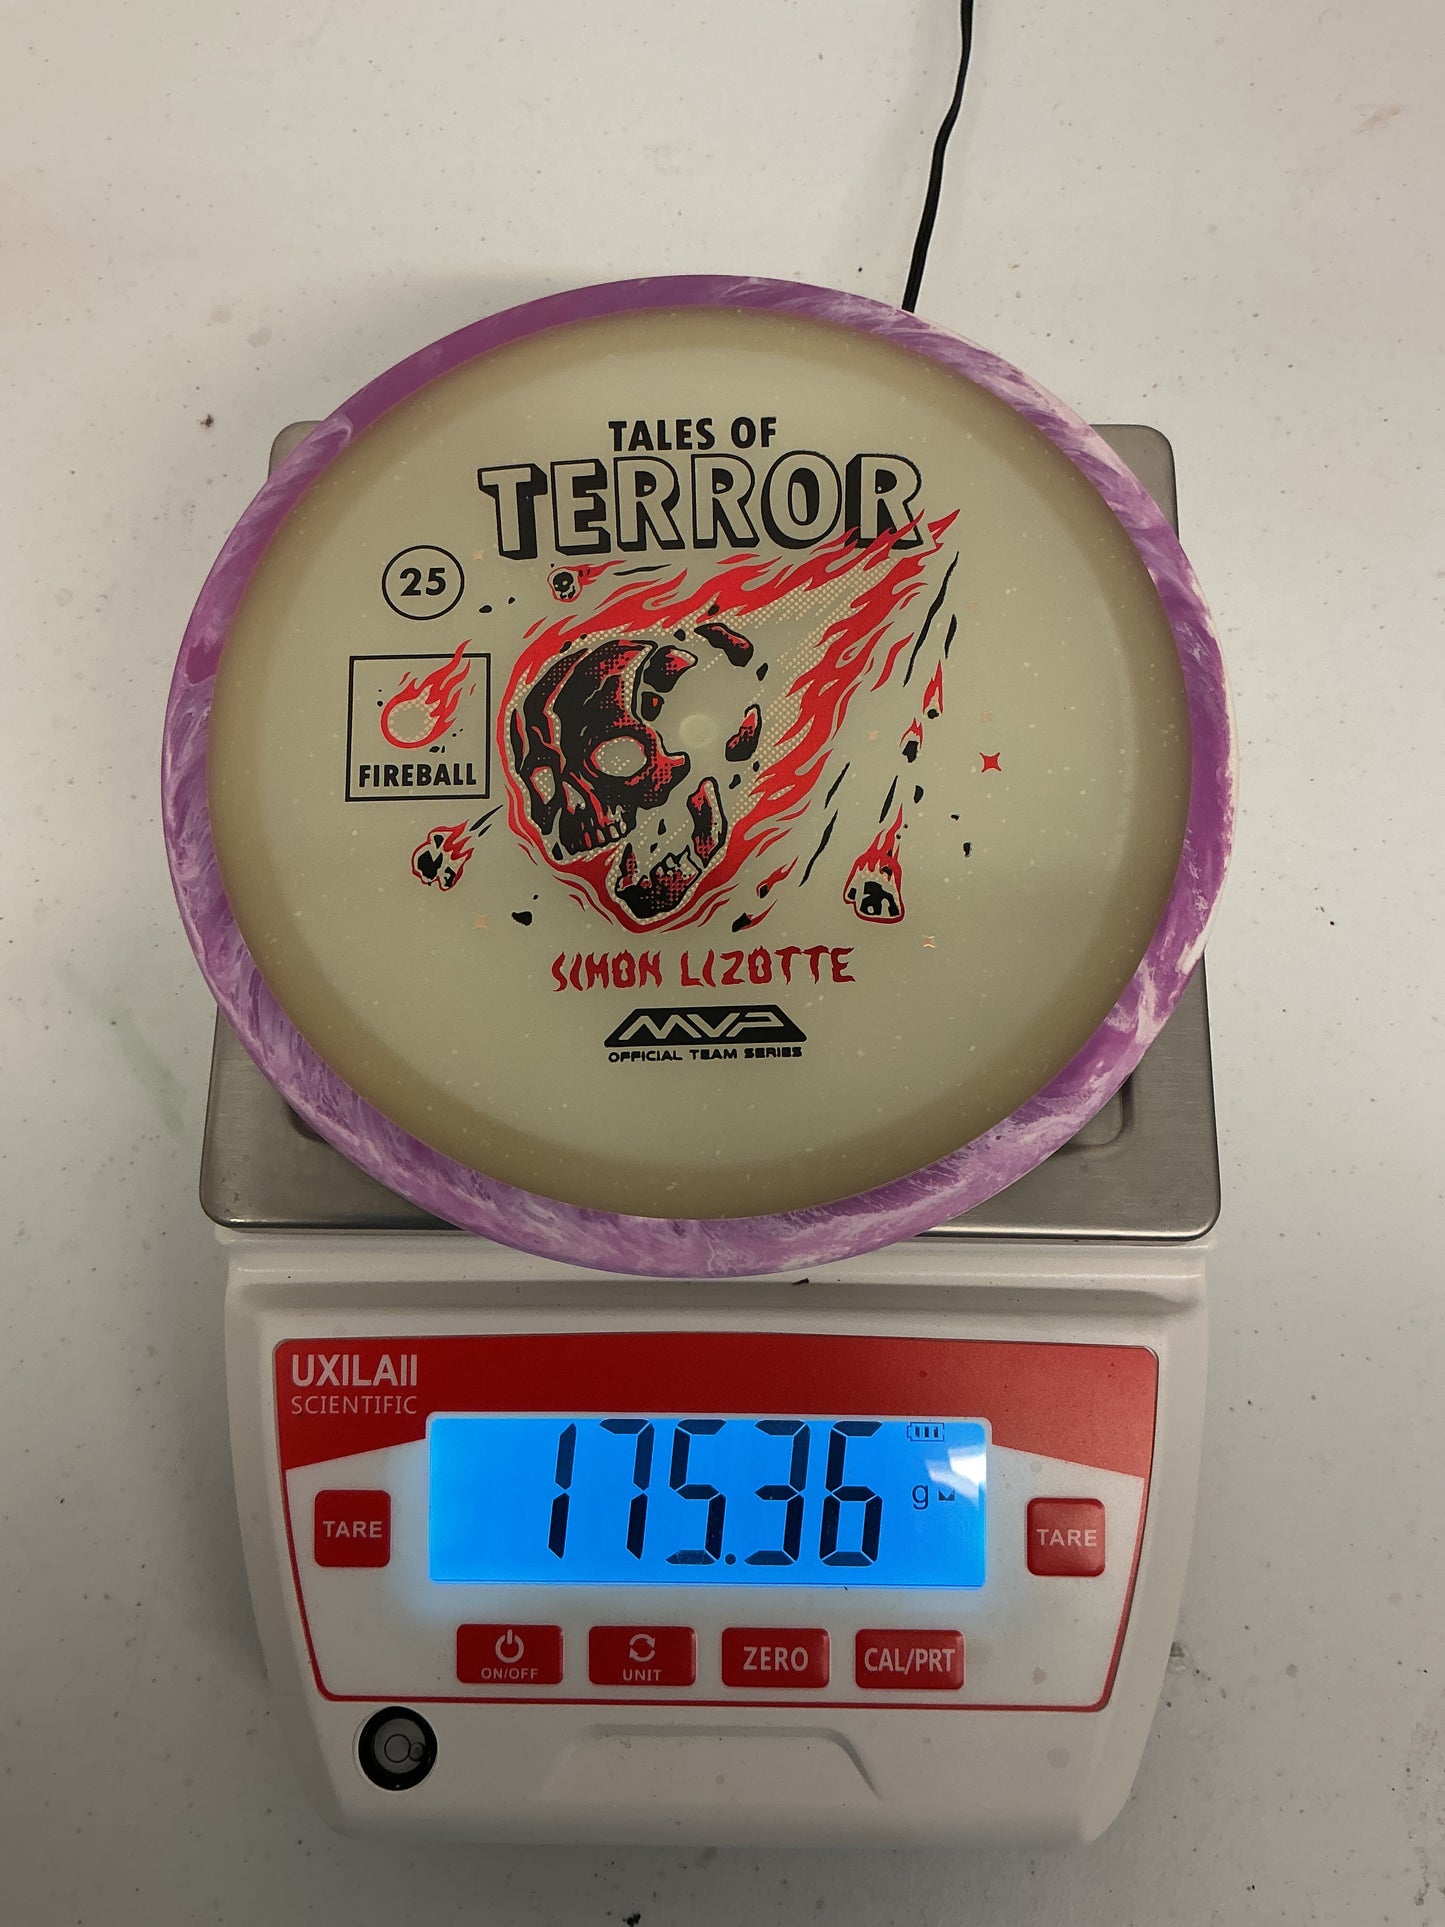 TALES OF
TERROR
25
FIREBALL
SIMON LIZOTTE
MVP
OFFICIAL TEAM SERIES
UXILAII
SCIENTIFIC
175.36
g
TARE
TARE
ON/OFF
UNIT
ZERO
CAL/PRT